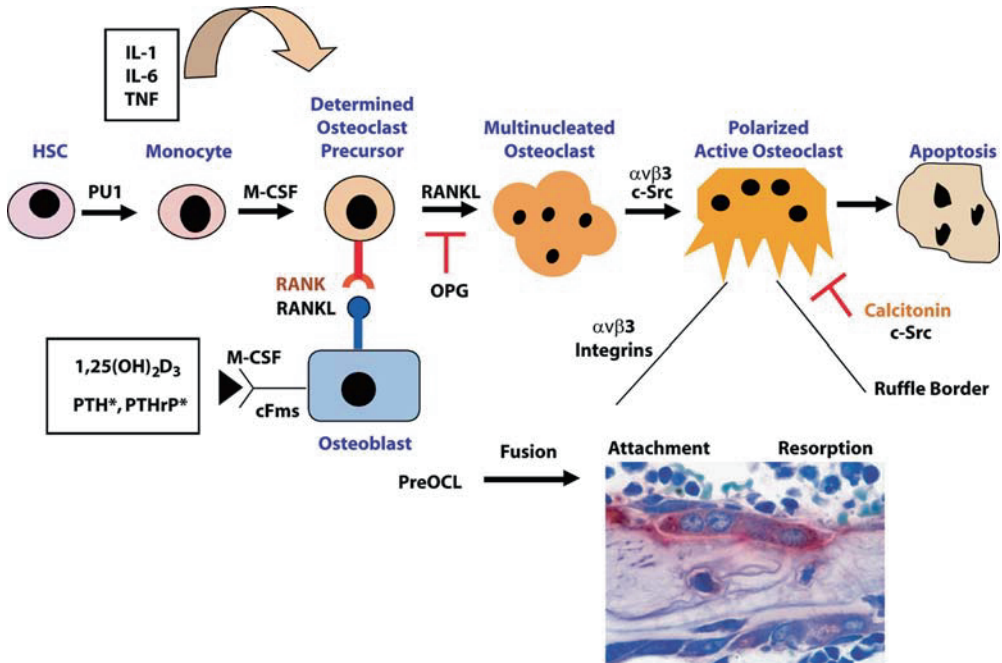 IL-1
IL-6
TNF
HSC
Monocyte
Determined
Osteoclast
Precursor
Multinucleated
Osteoclast
Polarized
Active Osteoclast
Apoptosis
PU1
M-CSF
RANKL
ανβ3
c-Src
OPG
RANK
RANKL
Calcitonin
c-Src
ανβ3
Integrins
Ruffle Border
1,25(OH)₂D₃
PTH*, PTHrP*
M-CSF
cFms
Osteoblast
PreOCL
Fusion
Attachment
Resorption